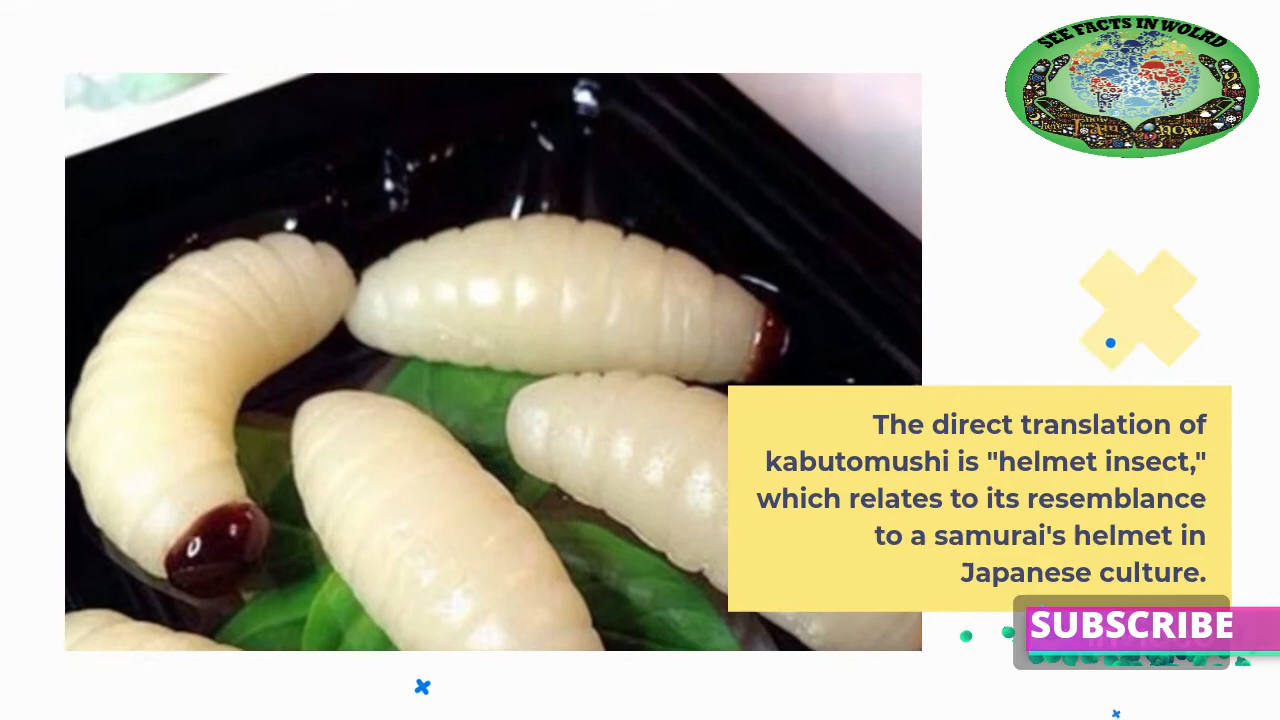 SEE FACTS IN WOLRD
now
The direct translation of
kabutomushi is "helmet insect,"
which relates to its resemblance
to a samurai's helmet in
Japanese culture.
SUBSCRIBE